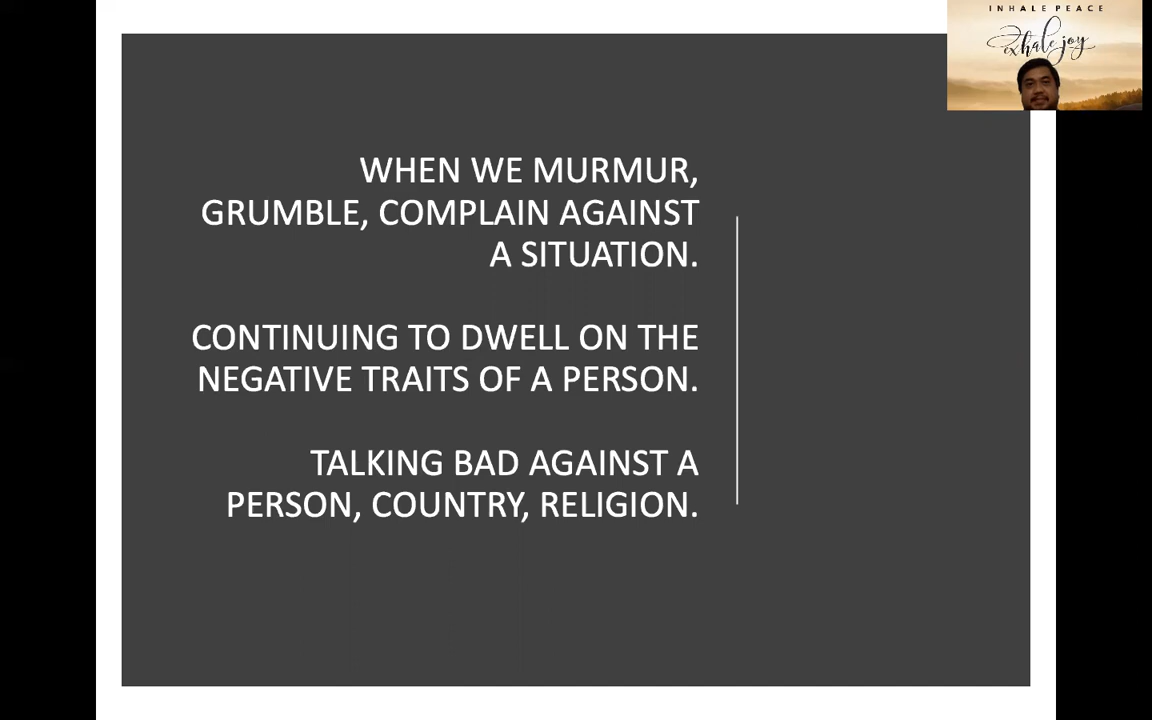 INHALE PEACE
exhale joy
WHEN WE MURMUR,
GRUMBLE, COMPLAIN AGAINST
A SITUATION.
CONTINUING TO DWELL ON THE
NEGATIVE TRAITS OF A PERSON.
TALKING BAD AGAINST A
PERSON, COUNTRY, RELIGION.